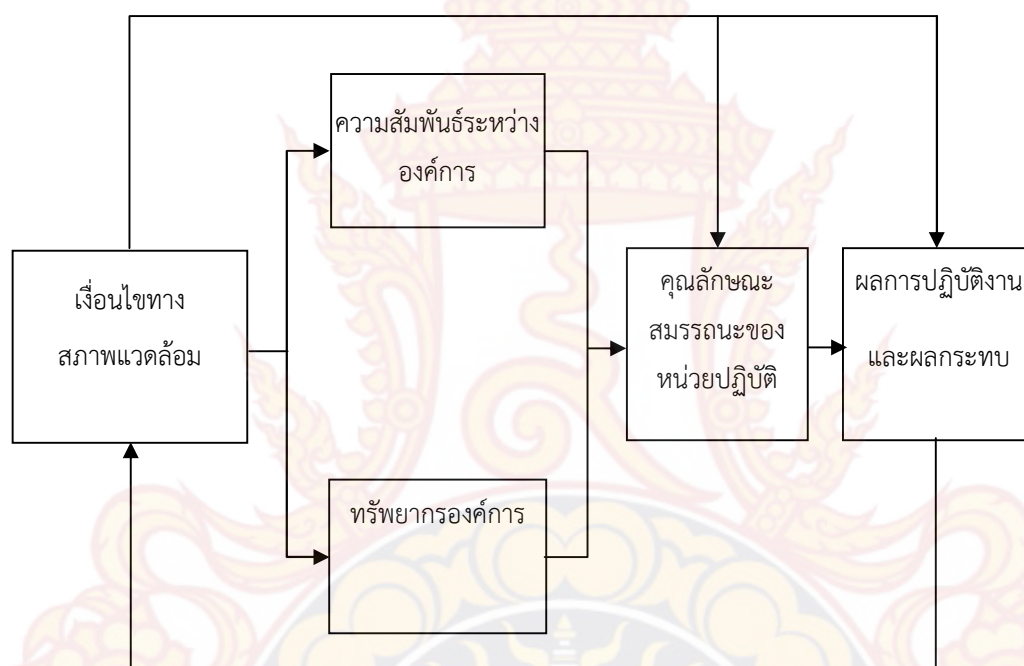 ความสัมพันธ์ระหว่าง
องค์การ
เงื่อนไขทาง
สภาพแวดล้อม
คุณลักษณะ
สมรรถนะของ
หน่วยปฏิบัติ
ผลการปฏิบัติงาน
และผลกระทบ
ทรัพยากรองค์การ